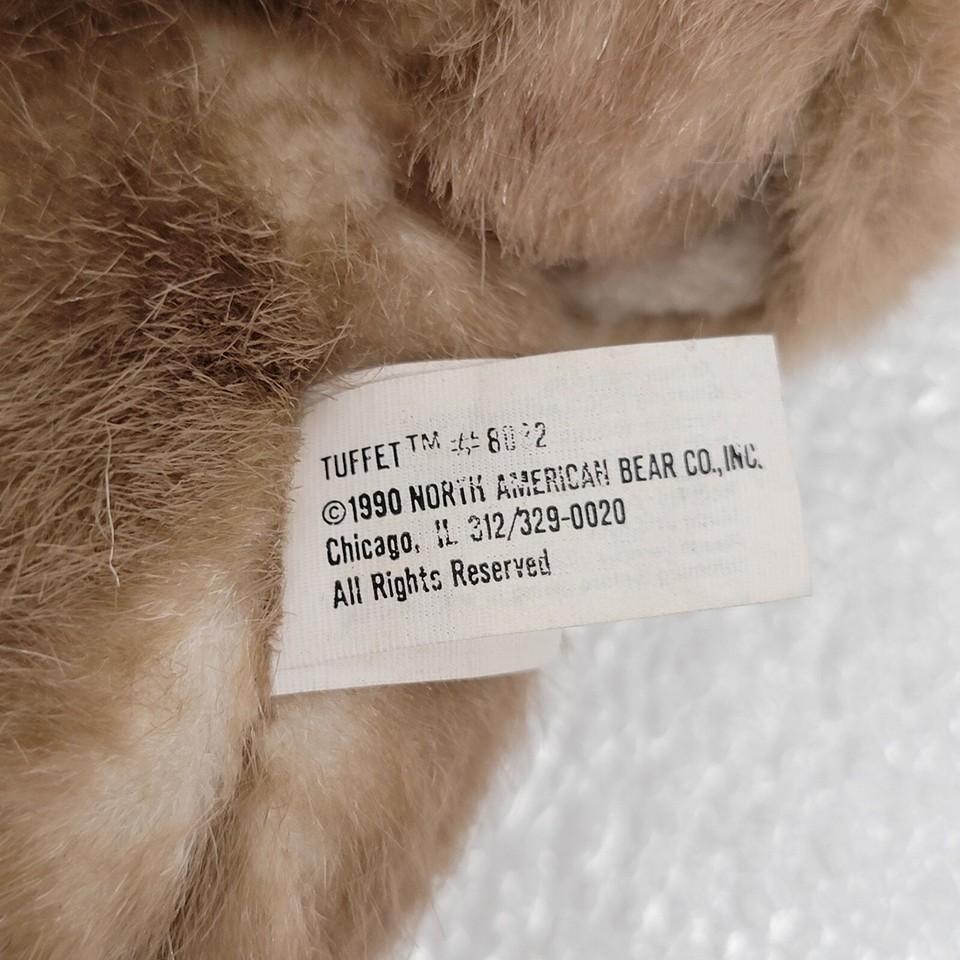 TUFFET™
©1990 NORTH AMERICAN BEAR CO., INC.
Chicago, IL 312/329-0020
All Rights Reserved